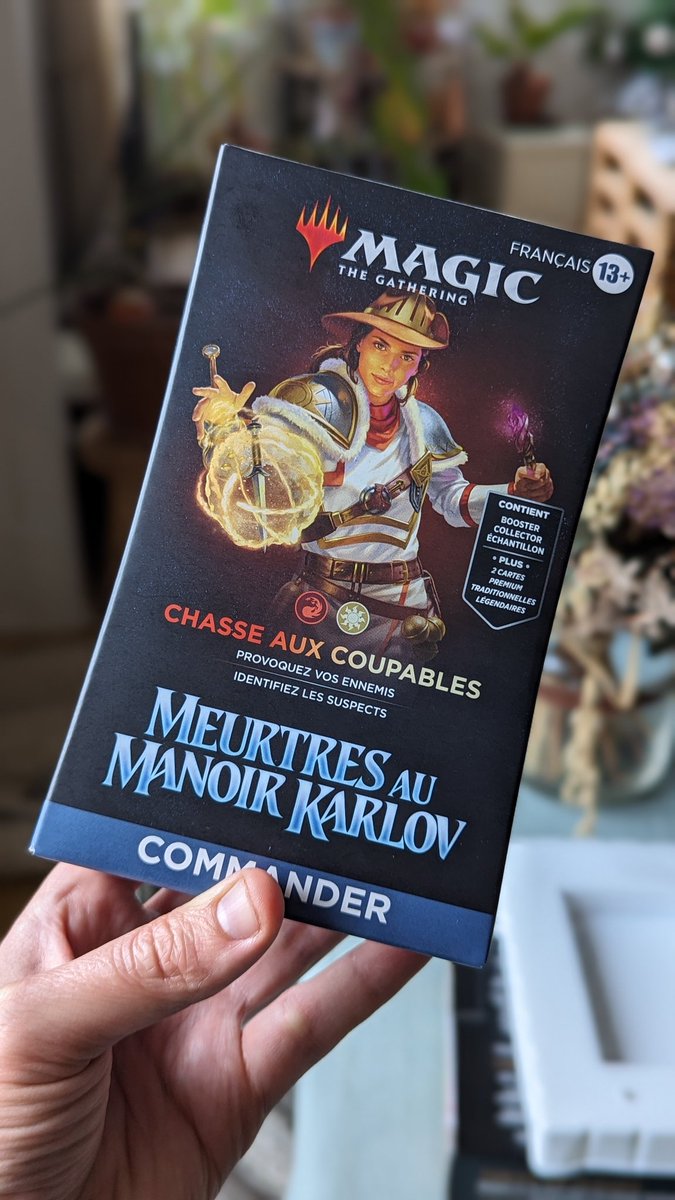 FRANÇAIS 13+
MAGIC
THE GATHERING
CONTIENT
BOOSTER
COLLECTOR
ÉCHANTILLON
• PLUS •
2 CARTES
PREMIUM
TRADITIONNELLES
LÉGENDAIRES
CHASSE AUX COUPABLES
PROVOQUEZ VOS ENNEMIS
IDENTIFIEZ LES SUSPECTS
MEURTRES AU
MANOIR KARLOV
COMMANDER